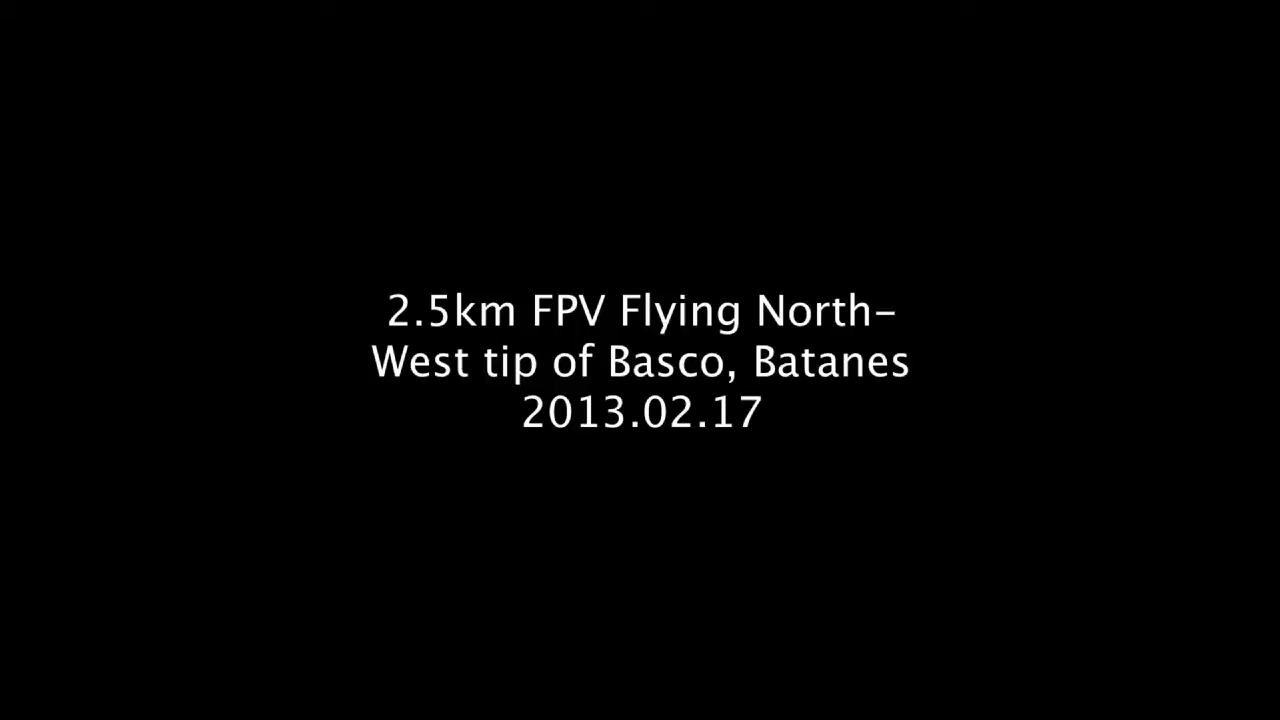 2.5km FPV Flying North-
West tip of Basco, Batanes
2013.02.17